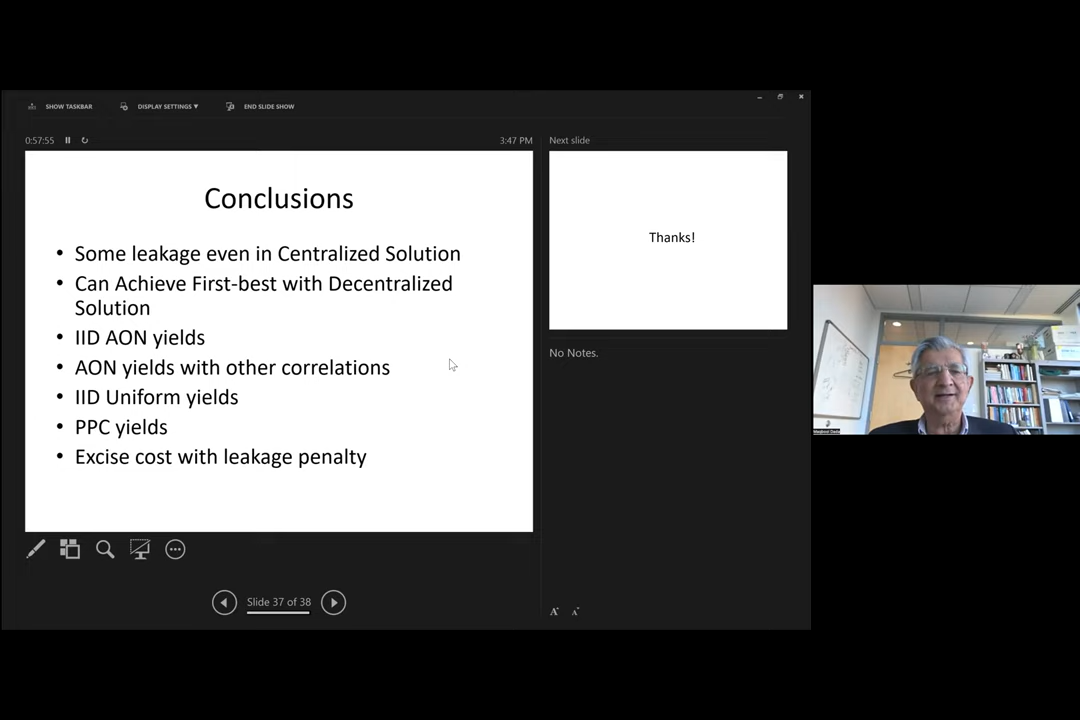 SHOW TASKBAR
DISPLAY SETTINGS ▼
END SLIDE SHOW
0:57:55
3:47 PM
Conclusions
• Some leakage even in Centralized Solution
• Can Achieve First-best with Decentralized
Solution
• IID AON yields
• AON yields with other correlations
• IID Uniform yields
• PPC yields
• Excise cost with leakage penalty
Slide 37 of 38
Next slide
Thanks!
No Notes.
A A
Maqbool Dada